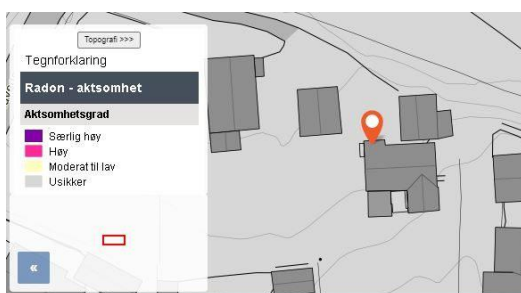 Topografi >>>
Tegnforklaring
Radon - aktsomhet
Aktsomhetsgrad
Særlig høy
Høy
Moderat til lav
Usikker
«